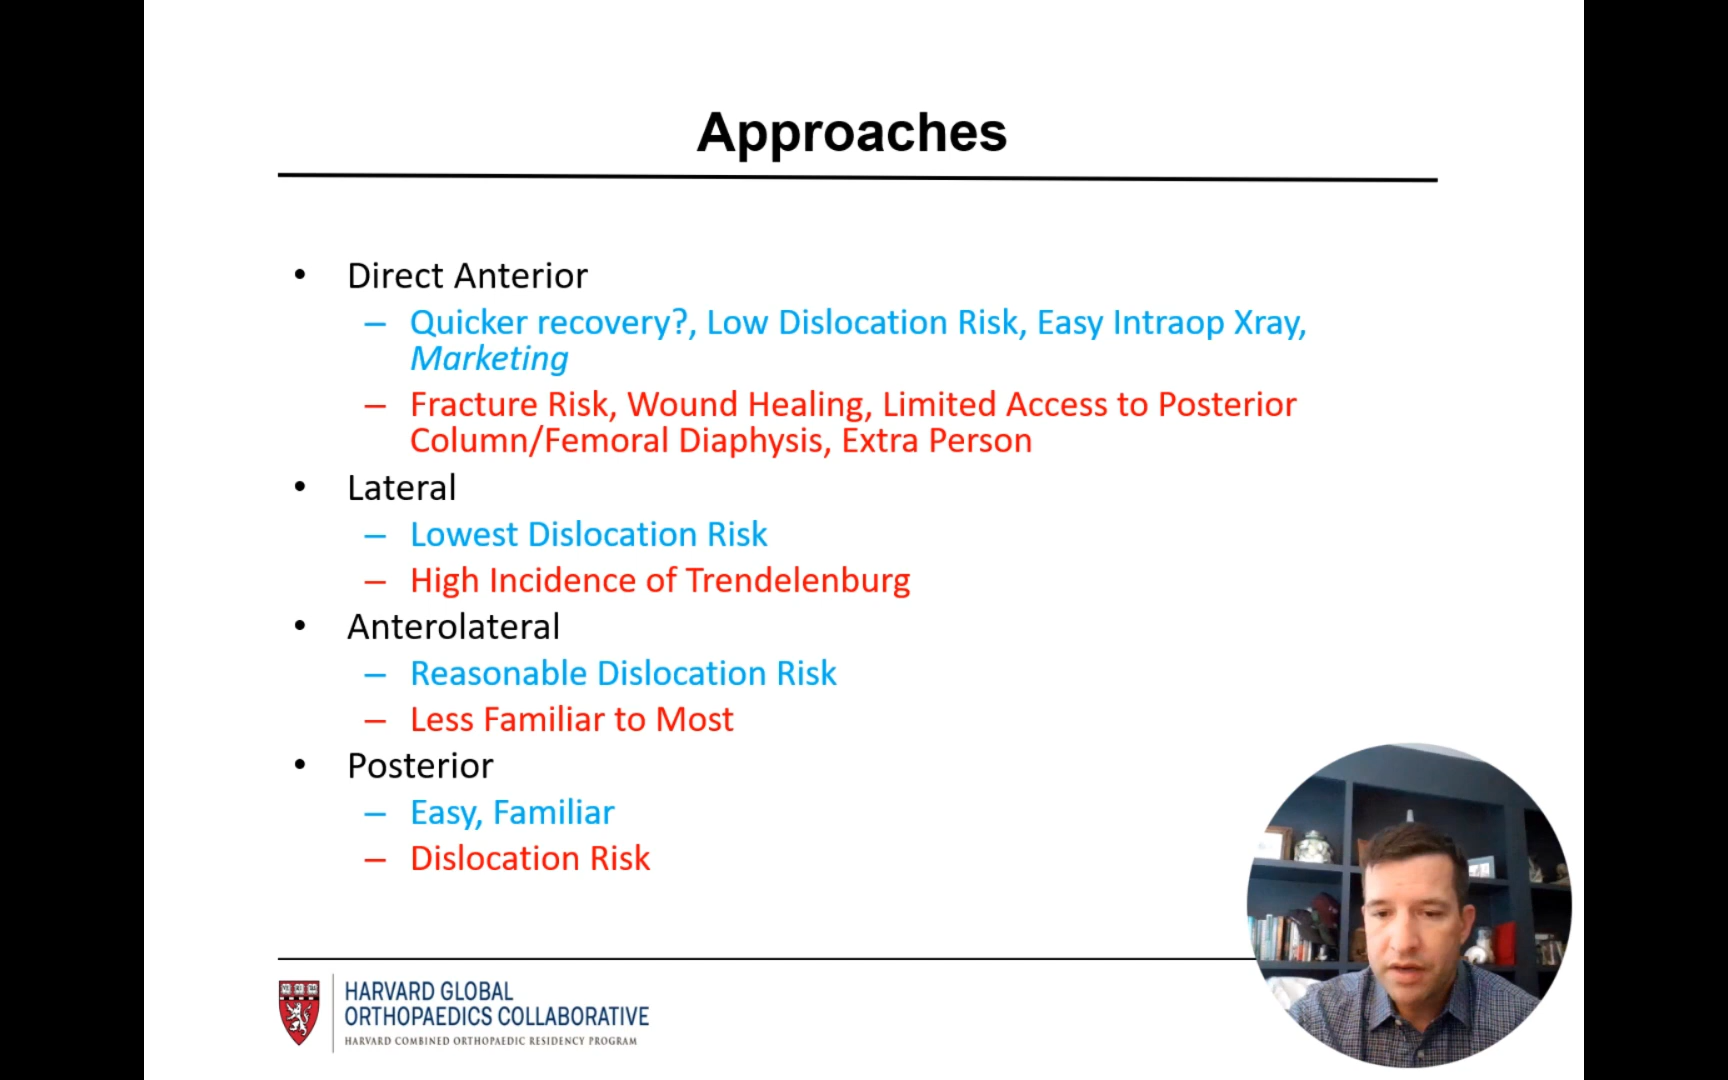 Approaches
• Direct Anterior
– Quicker recovery?, Low Dislocation Risk, Easy Intraop Xray,
Marketing
– Fracture Risk, Wound Healing, Limited Access to Posterior
Column/Femoral Diaphysis, Extra Person
• Lateral
– Lowest Dislocation Risk
– High Incidence of Trendelenburg
• Anterolateral
– Reasonable Dislocation Risk
– Less Familiar to Most
• Posterior
– Easy, Familiar
– Dislocation Risk
HARVARD GLOBAL
ORTHOPAEDICS COLLABORATIVE
HARVARD COMBINED ORTHOPAEDIC RESIDENCY PROGRAM